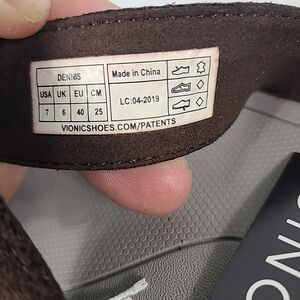 DENNIS
Made in China
USA UK EU CM
7 6 40 25
LC:04-2019
VIONICSHOES.COM/PATENTS